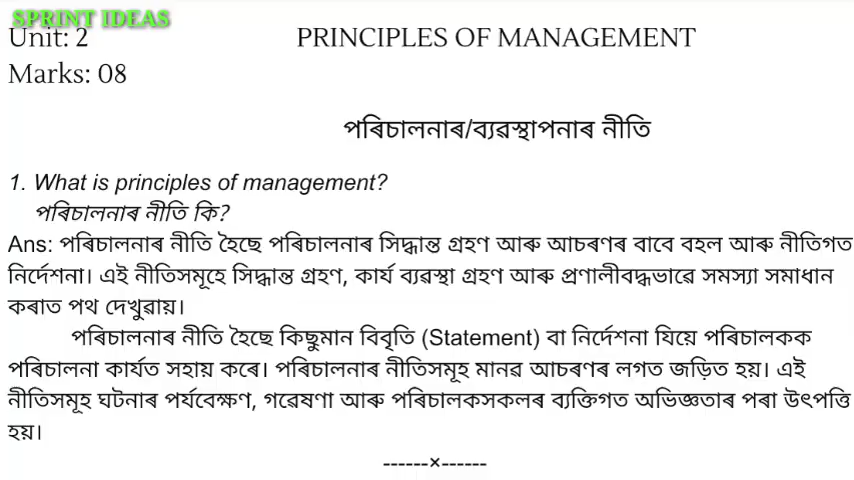 SPRINT IDEAS
Unit: 2 PRINCIPLES OF MANAGEMENT
Marks: 08
পৰিচালনাৰ/ব্যৱস্থাপনাৰ নীতি
1. What is principles of management?
পৰিচালনাৰ নীতি কি?
Ans: পৰিচালনাৰ নীতি হৈছে পৰিচালনাৰ সিদ্ধান্ত গ্ৰহণ আৰু আচৰণৰ বাবে বহল আৰু নীতিগত
নিৰ্দেশনা। এই নীতিসমূহে সিদ্ধান্ত গ্ৰহণ, কাৰ্য ব্যৱস্থা গ্ৰহণ আৰু প্ৰণালীবদ্ধভাৱে সমস্যা সমাধান
কৰাত পথ দেখুৱায়।
পৰিচালনাৰ নীতি হৈছে কিছুমান বিবৃতি (Statement) বা নিৰ্দেশনা যিয়ে পৰিচালকক
পৰিচালনা কাৰ্যত সহায় কৰে। পৰিচালনাৰ নীতিসমূহ মানৱ আচৰণৰ লগত জড়িত হয়। এই
নীতিসমূহ ঘটনাৰ পৰ্যবেক্ষণ, গৱেষণা আৰু পৰিচালকসকলৰ ব্যক্তিগত অভিজ্ঞতাৰ পৰা উৎপত্তি
হয়।
------×------